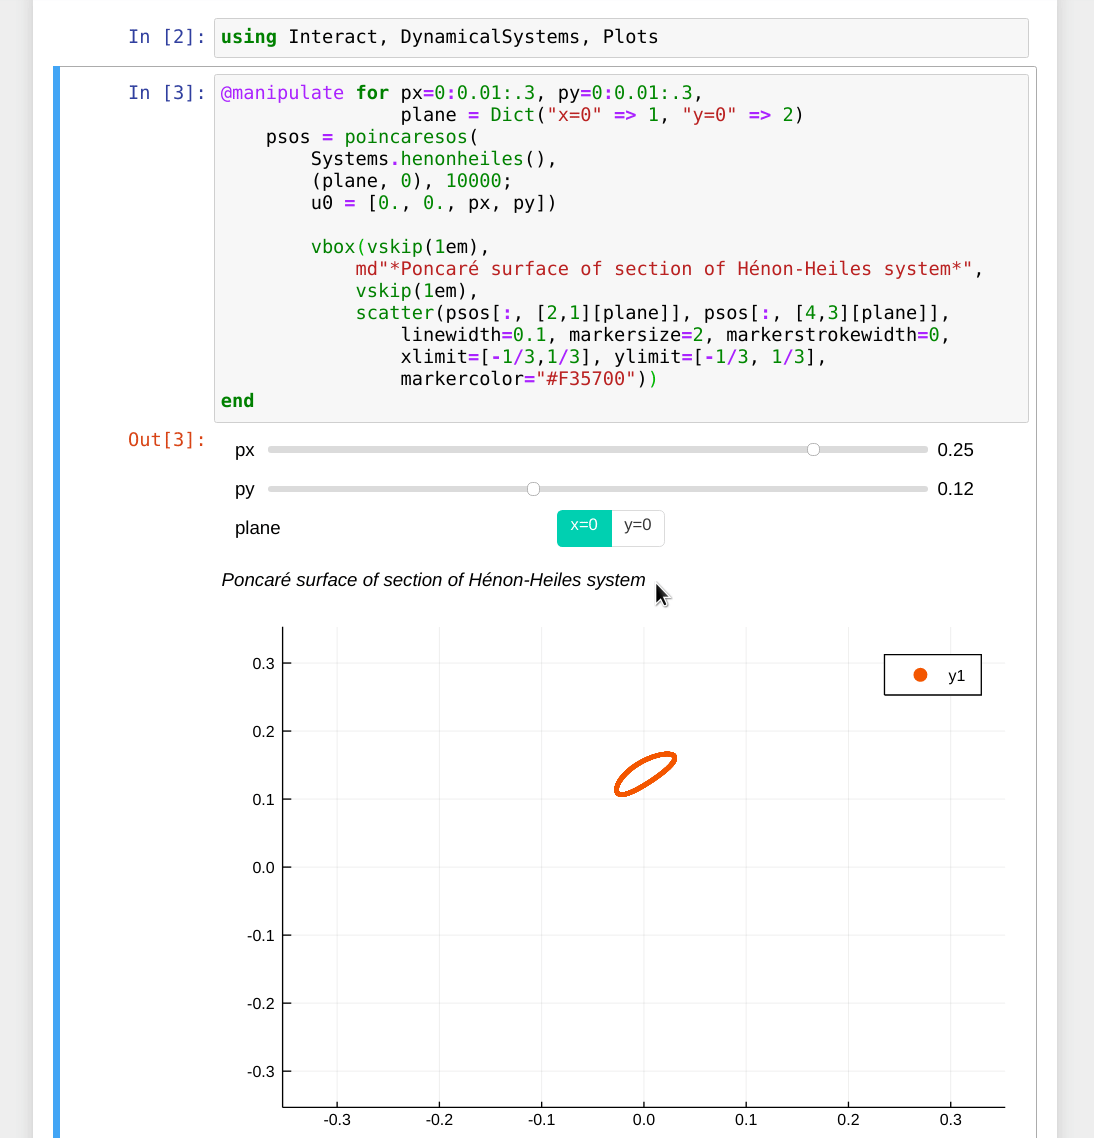 In [2]: using Interact, DynamicalSystems, Plots
In [3]: @manipulate for px=0:0.01:.3, py=0:0.01:.3,
plane = Dict("x=0" => 1, "y=0" => 2)
psos = poincaresos(
Systems.henonheiles(),
(plane, 0), 10000;
u0 = [0., 0., px, py])
vbox(vskip(1em),
md"*Poncaré surface of section of Hénon-Heiles system*",
vskip(1em),
scatter(psos[:, [2,1][plane]], psos[:, [4,3][plane]],
linewidth=0.1, markersize=2, markerstrokewidth=0,
xlimit=[-1/3,1/3], ylimit=[-1/3, 1/3],
markercolor="#F35700"))
end
Out[3]:
px 0.25
py 0.12
plane x=0 y=0
Poncaré surface of section of Hénon-Heiles system
0.3
y1
0.2
0.1
0.0
-0.1
-0.2
-0.3
-0.3 -0.2 -0.1 0.0 0.1 0.2 0.3